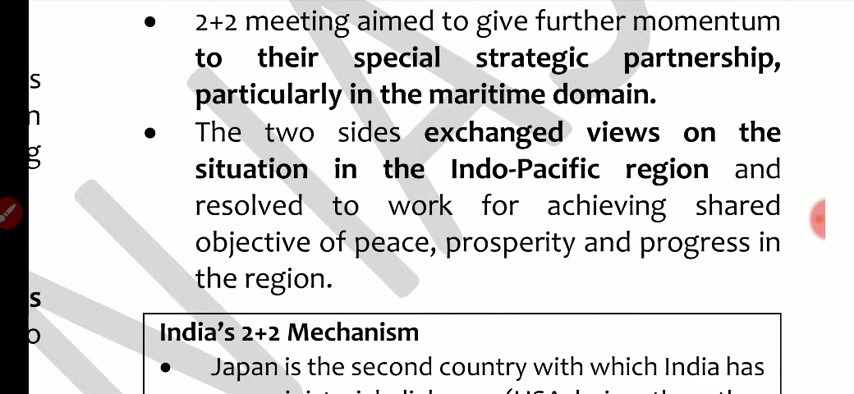 • 2+2 meeting aimed to give further momentum
to their special strategic partnership,
particularly in the maritime domain.
• The two sides exchanged views on the
situation in the Indo-Pacific region and
resolved to work for achieving shared
objective of peace, prosperity and progress in
the region.
India's 2+2 Mechanism
• Japan is the second country with which India has
s
n
g
s
o